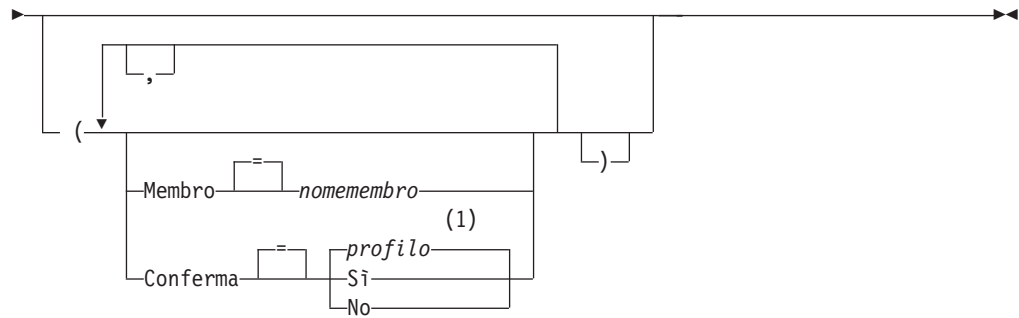 ,
( )
=
Membro nomemembro
(1)
= profilo
Conferma Sì
No